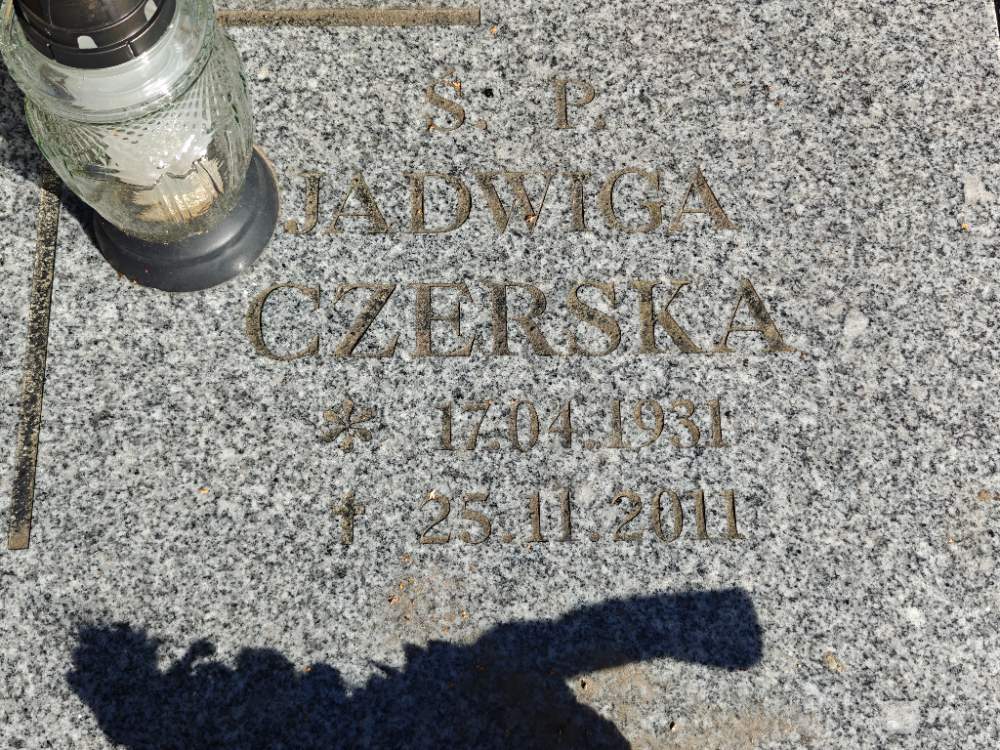 Ś. P.
JADWIGA
CZERSKA
* 17.04.1931
† 25.11.2011